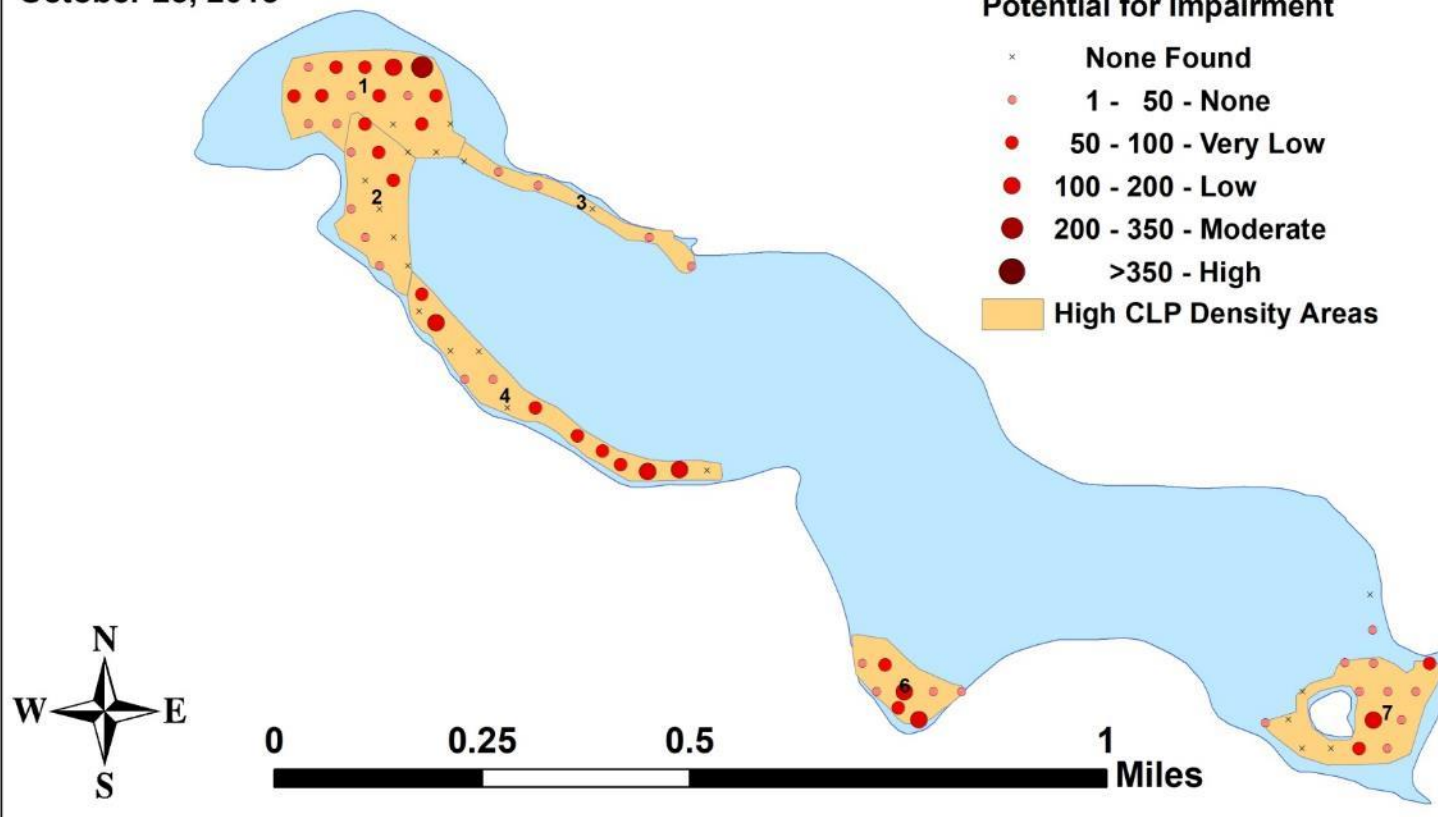 October
Potential for Impairment
None Found
1 - 50 - None
50 - 100 - Very Low
100 - 200 - Low
200 - 350 - Moderate
>350 - High
High CLP Density Areas
1
2
3
4
6
7
N
W E
S
0 0.25 0.5 1
Miles